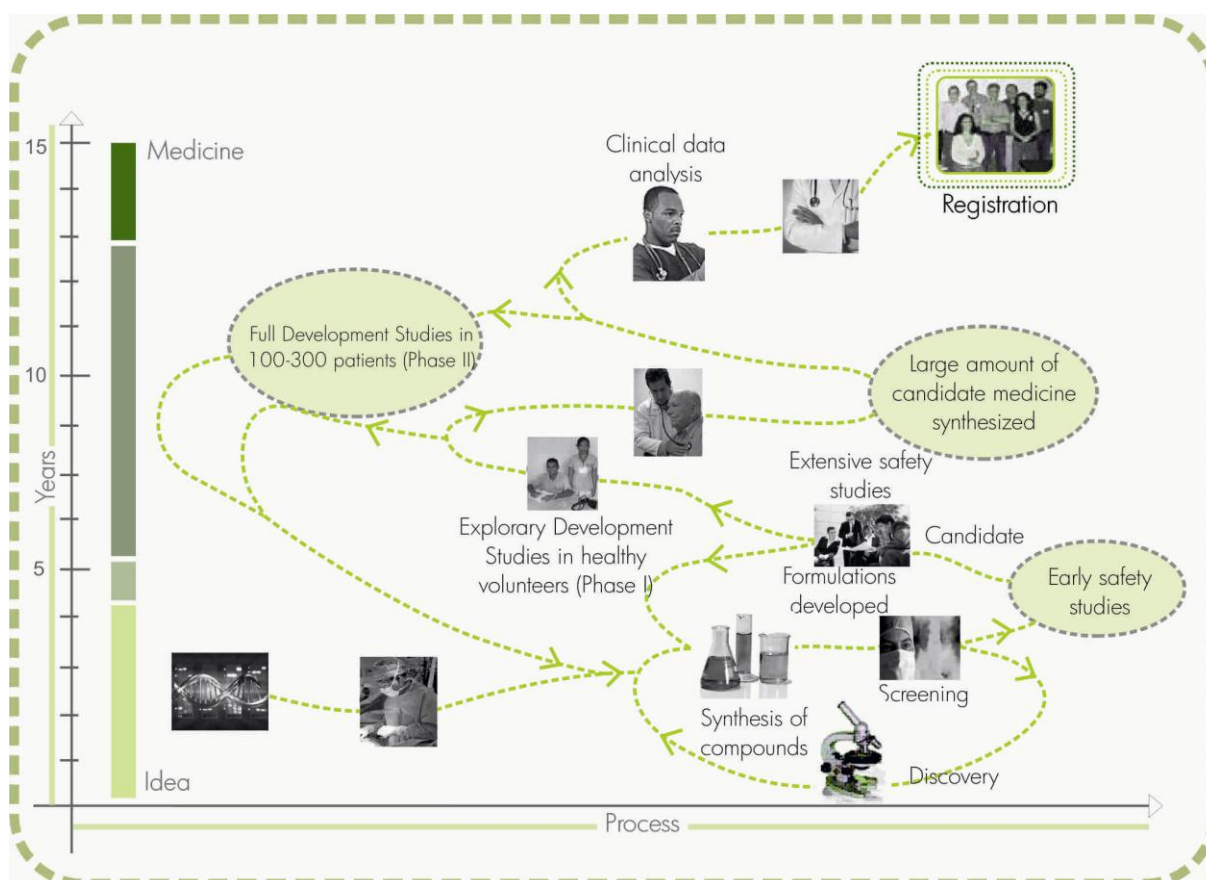 15
Medicine
Clinical data
analysis
Registration
Full Development Studies in
100-300 patients (Phase II)
10
Large amount of
candidate medicine
synthesized
Extensive safety
studies
Years
Explorary Development
Studies in healthy
volunteers (Phase I)
Candidate
Formulations
developed
5
Early safety
studies
Screening
Synthesis of
compounds
Discovery
Idea
Process